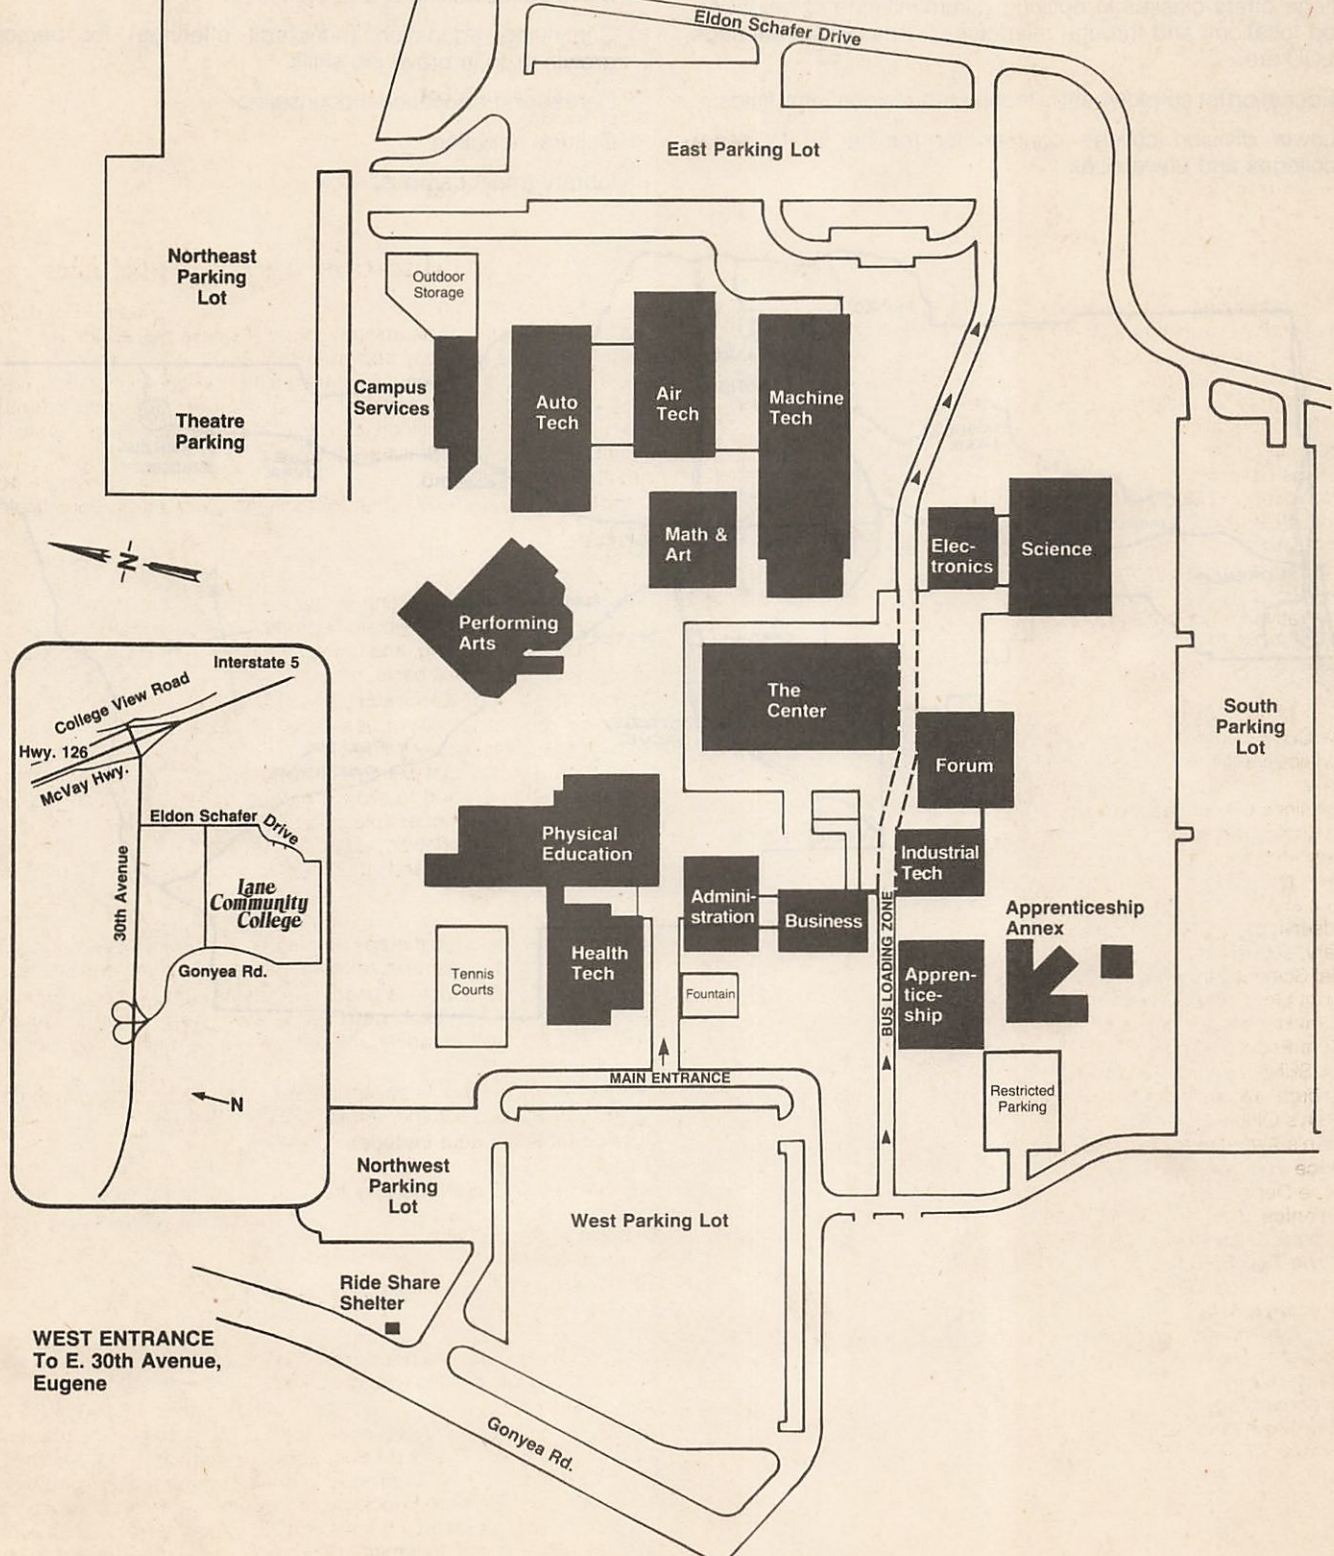 Eldon Schafer Drive
East Parking Lot
Northeast
Parking
Lot
Outdoor
Storage
Campus
Services
Theatre
Parking
Auto
Tech
Air
Tech
Machine
Tech
Math &
Art
Elec-
tronics
Science
N
Performing
Arts
The
Center
South
Parking
Lot
Forum
Interstate 5
College View Road
Hwy. 126
McVay Hwy.
Eldon Schafer Drive
30th Avenue
Lane
Community
College
Gonyea Rd.
N
Physical
Education
Industrial
Tech
Admini-
stration
Business
BUS LOADING ZONE
Apprenticeship
Annex
Health
Tech
Tennis
Courts
Fountain
Appren-
tice-
ship
MAIN ENTRANCE
Restricted
Parking
Northwest
Parking
Lot
West Parking Lot
Ride Share
Shelter
WEST ENTRANCE
To E. 30th Avenue,
Eugene
Gonyea Rd.